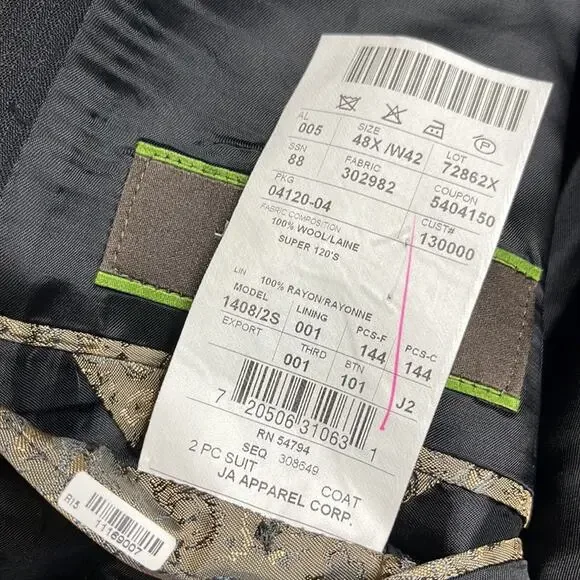 AL SIZE LOT
005 48X /W42 72862X
SSN FABRIC COUPON
88 302982 5404150
PKG CUST#
04120-04 130000
FABRIC COMPOSITION
100% WOOL/LAINE
SUPER 120'S
LIN 100% RAYON/RAYONNE
MODEL LINING PCS-F PCS-C
1408/2S 001 144 144
EXPORT THRD BTN
001 101 J2
7 20506 31063 1
RN 54794
SEQ 308649
2 PC SUIT COAT
JA APPAREL CORP.
R15 11169007